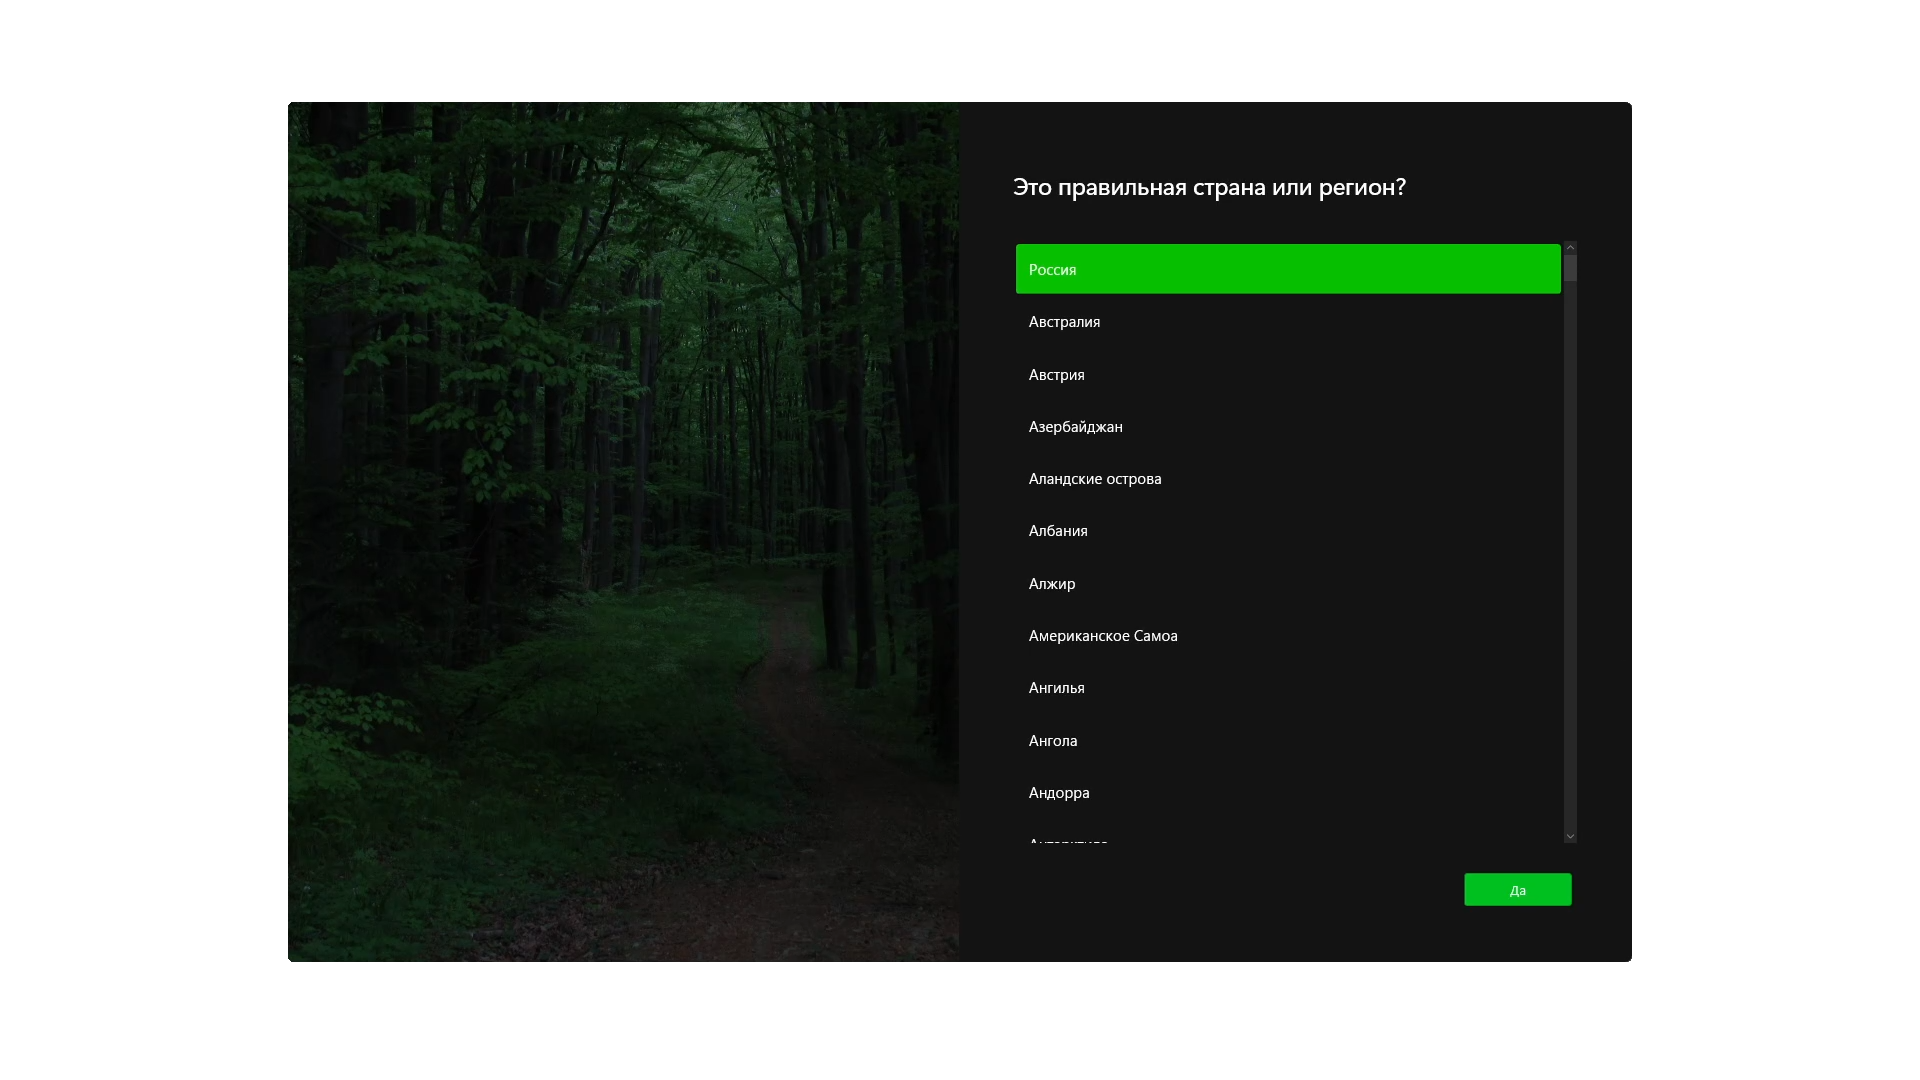 Это правильная страна или регион?
Россия
Австралия
Австрия
Азербайджан
Аландские острова
Албания
Алжир
Американское Самоа
Ангилья
Ангола
Андорра
Да